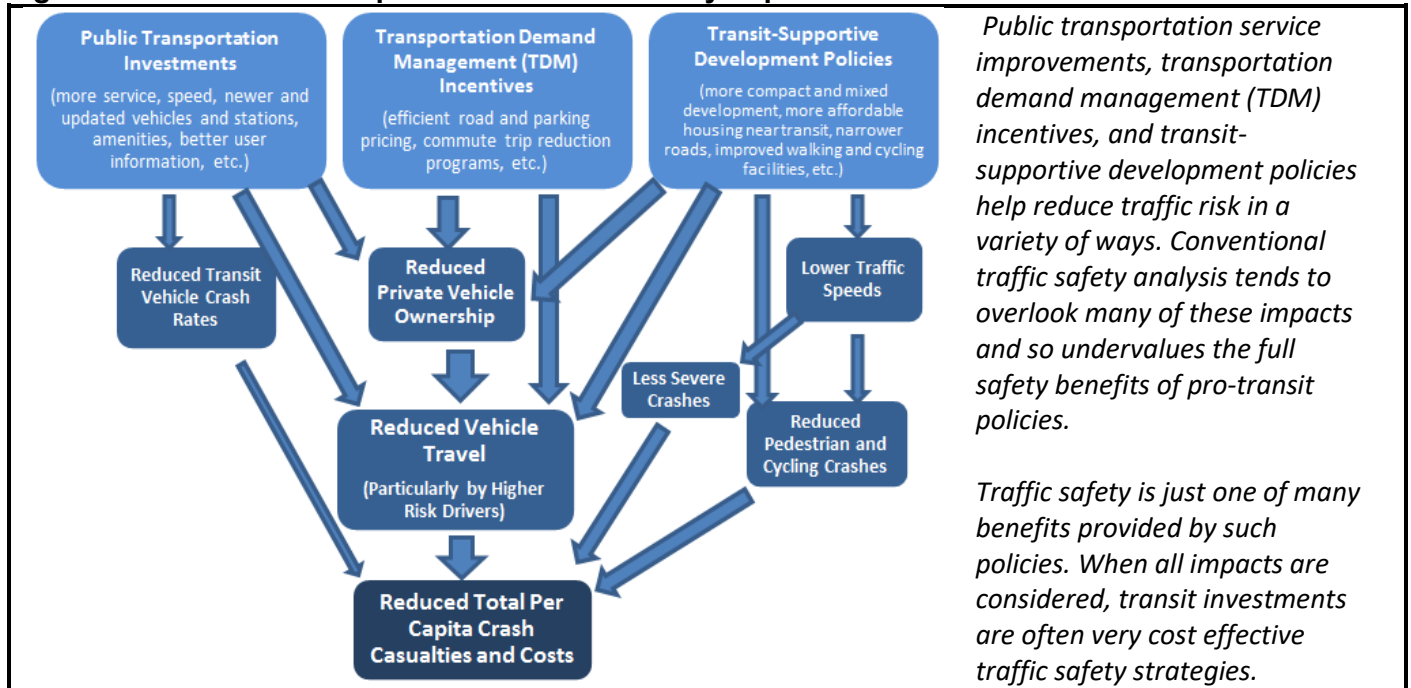 Public Transportation
Investments
(more service, speed, newer and
updated vehicles and stations,
amenities, better user
information, etc.)
Transportation Demand
Management (TDM)
Incentives
(efficient road and parking
pricing, commute trip reduction
programs, etc.)
Transit-Supportive
Development Policies
(more compact and mixed
development, more affordable
housing near transit, narrower
roads, improved walking and cycling
facilities, etc.)
Reduced Transit
Vehicle Crash
Rates
Reduced
Private Vehicle
Ownership
Lower Traffic
Speeds
Less Severe
Crashes
Reduced Vehicle
Travel
(Particularly by Higher
Risk Drivers)
Reduced
Pedestrian and
Cycling Crashes
Reduced Total Per
Capita Crash
Casualties and Costs
Public transportation service
improvements, transportation
demand management (TDM)
incentives, and transit-
supportive development policies
help reduce traffic risk in a
variety of ways. Conventional
traffic safety analysis tends to
overlook many of these impacts
and so undervalues the full
safety benefits of pro-transit
policies.
Traffic safety is just one of many
benefits provided by such
policies. When all impacts are
considered, transit investments
are often very cost effective
traffic safety strategies.